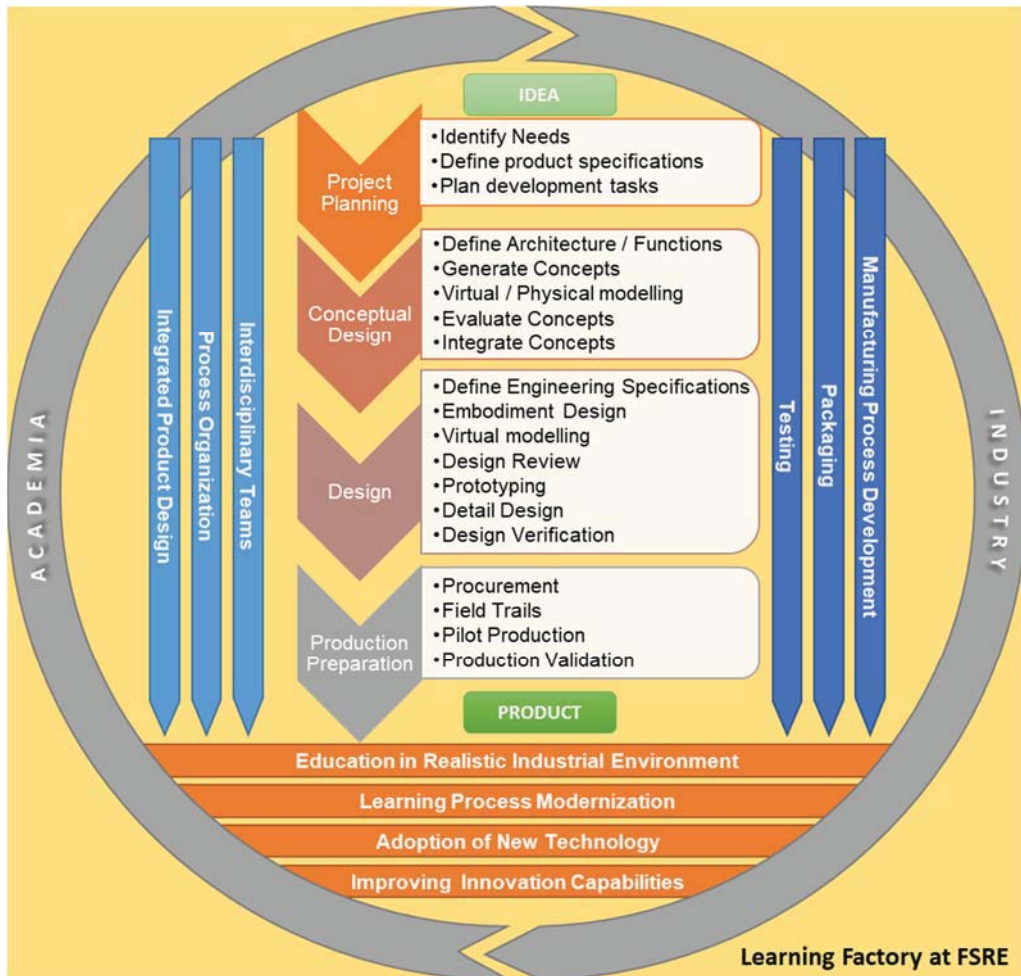 IDEA
Project
Planning
•Identify Needs
•Define product specifications
•Plan development tasks
Conceptual
Design
•Define Architecture / Functions
•Generate Concepts
•Virtual / Physical modelling
•Evaluate Concepts
•Integrate Concepts
Design
•Define Engineering Specifications
•Embodiment Design
•Virtual modelling
•Design Review
•Prototyping
•Detail Design
•Design Verification
Production
Preparation
•Procurement
•Field Trails
•Pilot Production
•Production Validation
PRODUCT
ACADEMIA
Integrated Product Design
Process Organization
Interdisciplinary Teams
Testing
Packaging
Manufacturing Process Development
INDUSTRY
Education in Realistic Industrial Environment
Learning Process Modernization
Adoption of New Technology
Improving Innovation Capabilities
Learning Factory at FSRE